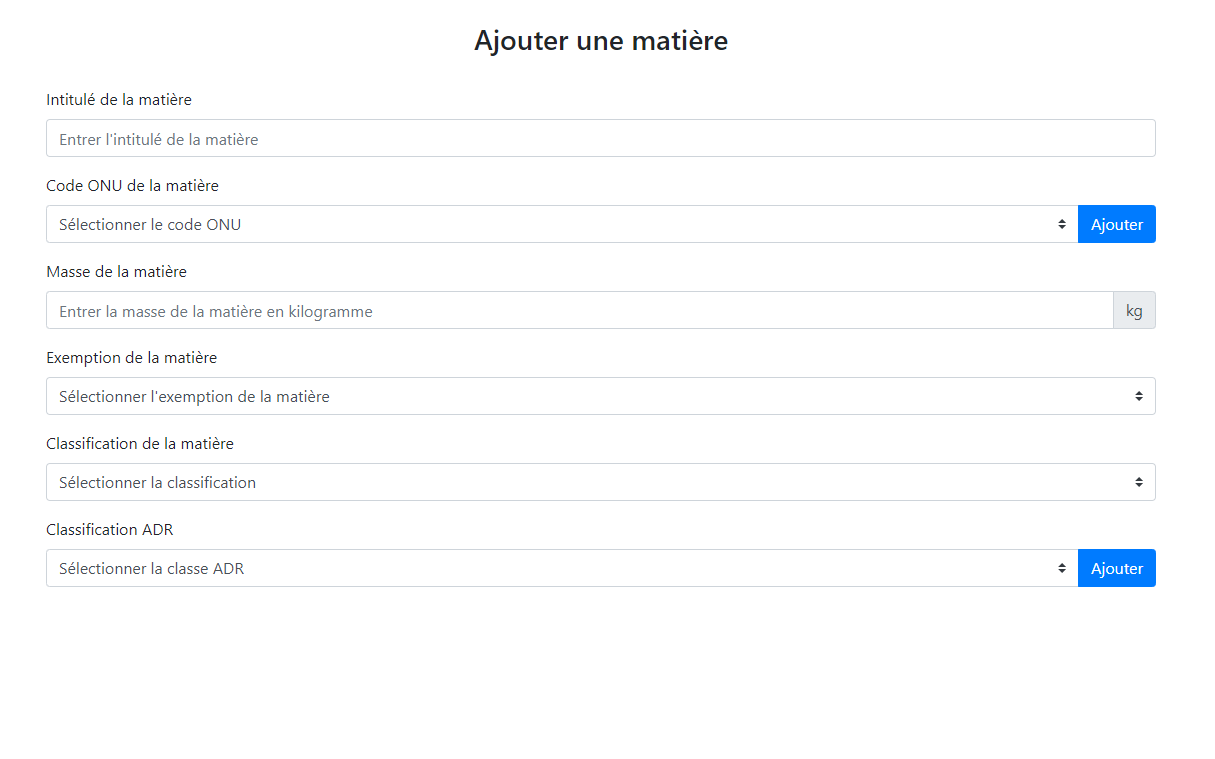 Ajouter une matière
Intitulé de la matière
Entrer l'intitulé de la matière
Code ONU de la matière
Sélectionner le code ONU Ajouter
Masse de la matière
Entrer la masse de la matière en kilogramme kg
Exemption de la matière
Sélectionner l'exemption de la matière
Classification de la matière
Sélectionner la classification
Classification ADR
Sélectionner la classe ADR Ajouter